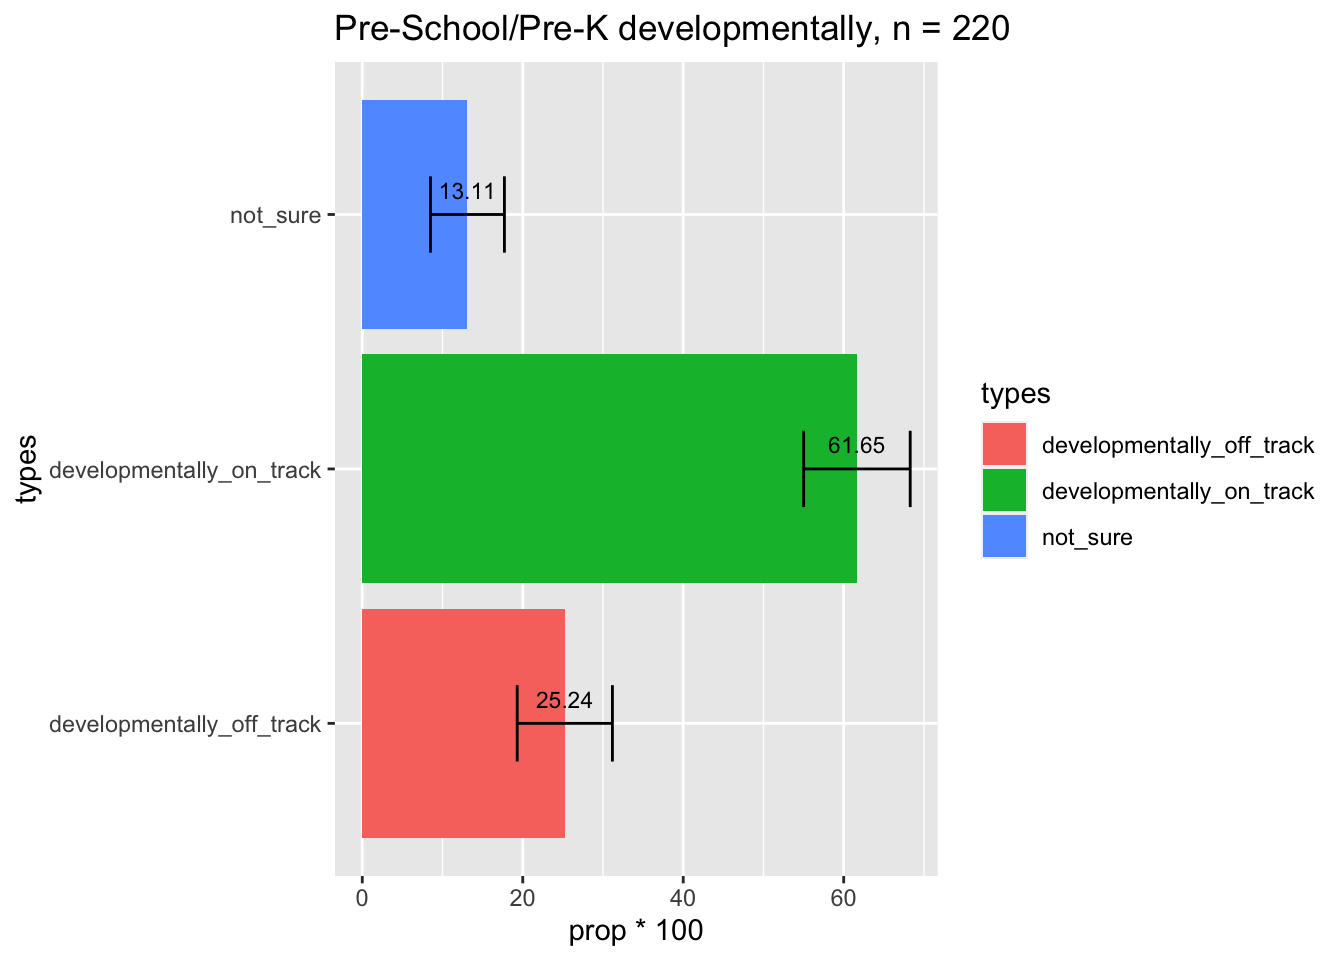 Pre-School/Pre-K developmentally, n = 220
not_sure
developmentally_on_track
developmentally_off_track
types
13.11
61.65
25.24
0 20 40 60
prop * 100
types
developmentally_off_track
developmentally_on_track
not_sure